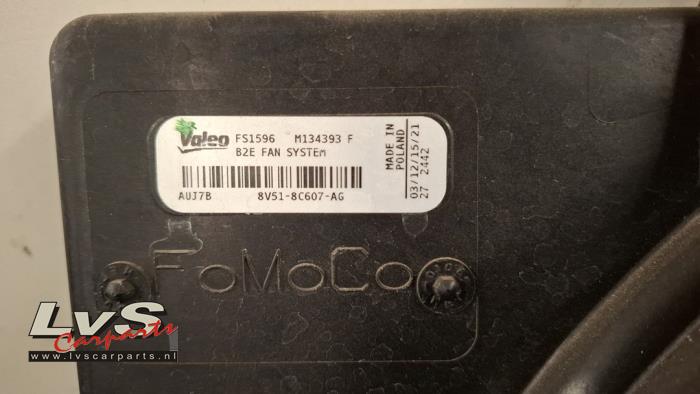 Valeo FS1596 M134393 F
B2E FAN SYSTEM
AUJ7B 8V51-8C607-AG
MADE IN
POLAND
03/12/15/21
27 2442
FoMoCo
LVS
Carparts
www.lvscarparts.nl